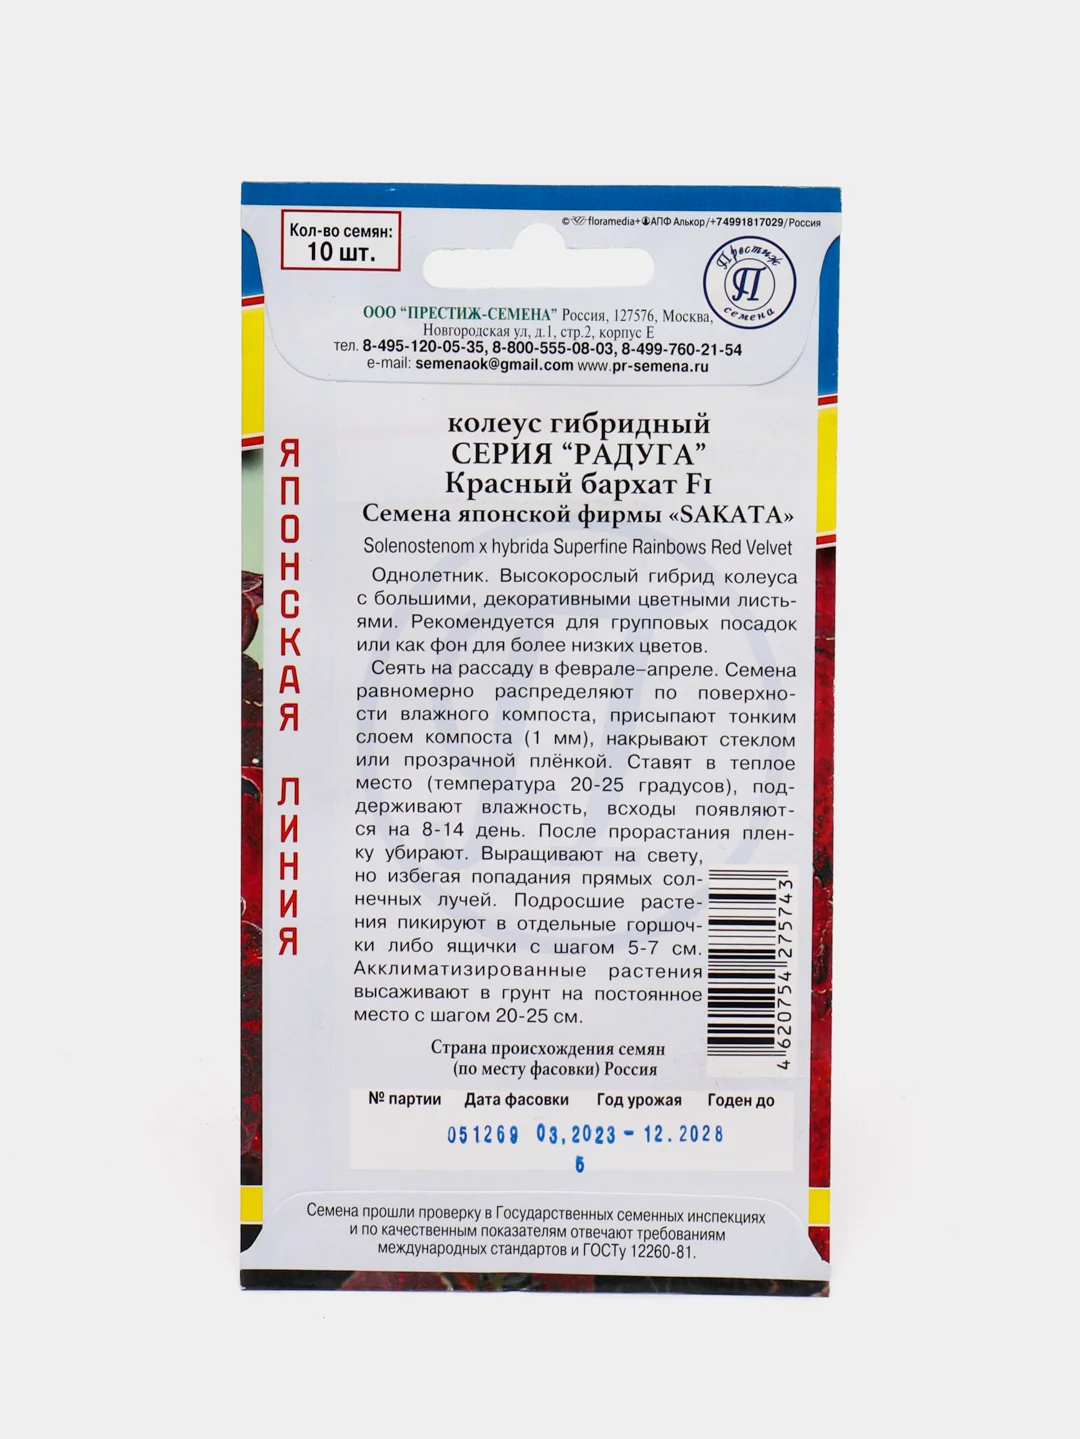 Кол-во семян:
10 шт.
© floramedia+ АПФ Алькор/+74991817029/Россия
Престиж
П
семена
ООО “ПРЕСТИЖ-СЕМЕНА” Россия, 127576, Москва,
Новгородская ул, д.1, стр.2, корпус Е
тел. 8-495-120-05-35, 8-800-555-08-03, 8-499-760-21-54
e-mail: semenaok@gmail.com www.pr-semena.ru
ЯПОНСКАЯ ЛИНИЯ
колеус гибридный
СЕРИЯ “РАДУГА”
Красный бархат F1
Семена японской фирмы «SAKATA»
Solenostenom x hybrida Superfine Rainbows Red Velvet
Однолетник. Высокорослый гибрид колеуса
с большими, декоративными цветными листь-
ями. Рекомендуется для групповых посадок
или как фон для более низких цветов.
Сеять на рассаду в феврале–апреле. Семена
равномерно распределяют по поверхно-
сти влажного компоста, присыпают тонким
слоем компоста (1 мм), накрывают стеклом
или прозрачной плёнкой. Ставят в теплое
место (температура 20-25 градусов), под-
держивают влажность, всходы появляют-
ся на 8-14 день. После прорастания плен-
ку убирают. Выращивают на свету,
но избегая попадания прямых сол-
нечных лучей. Подросшие расте-
ния пикируют в отдельные горшоч-
ки либо ящички с шагом 5-7 см.
Акклиматизированные растения
высаживают в грунт на постоянное
место с шагом 20-25 см.
4620754275743
Страна происхождения семян
(по месту фасовки) Россия
№ партии Дата фасовки Год урожая Годен до
051269 03,2023 - 12.2028
6
Семена прошли проверку в Государственных семенных инспекциях
и по качественным показателям отвечают требованиям
международных стандартов и ГОСТу 12260-81.